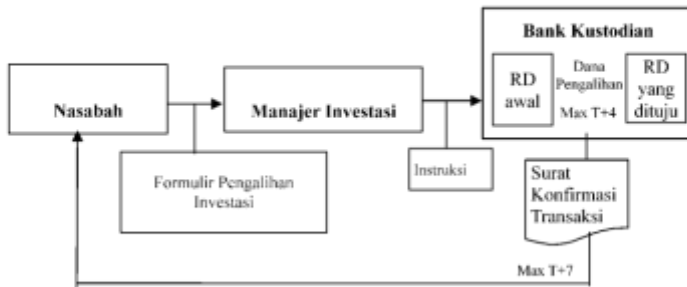 Bank Kustodian
RD
awal
Dana
Pengalihan
Max T+4
RD
yang
dituju
Nasabah
Manajer Investasi
Formulir Pengalihan
Investasi
Instruksi
Surat
Konfirmasi
Transaksi
Max T+7